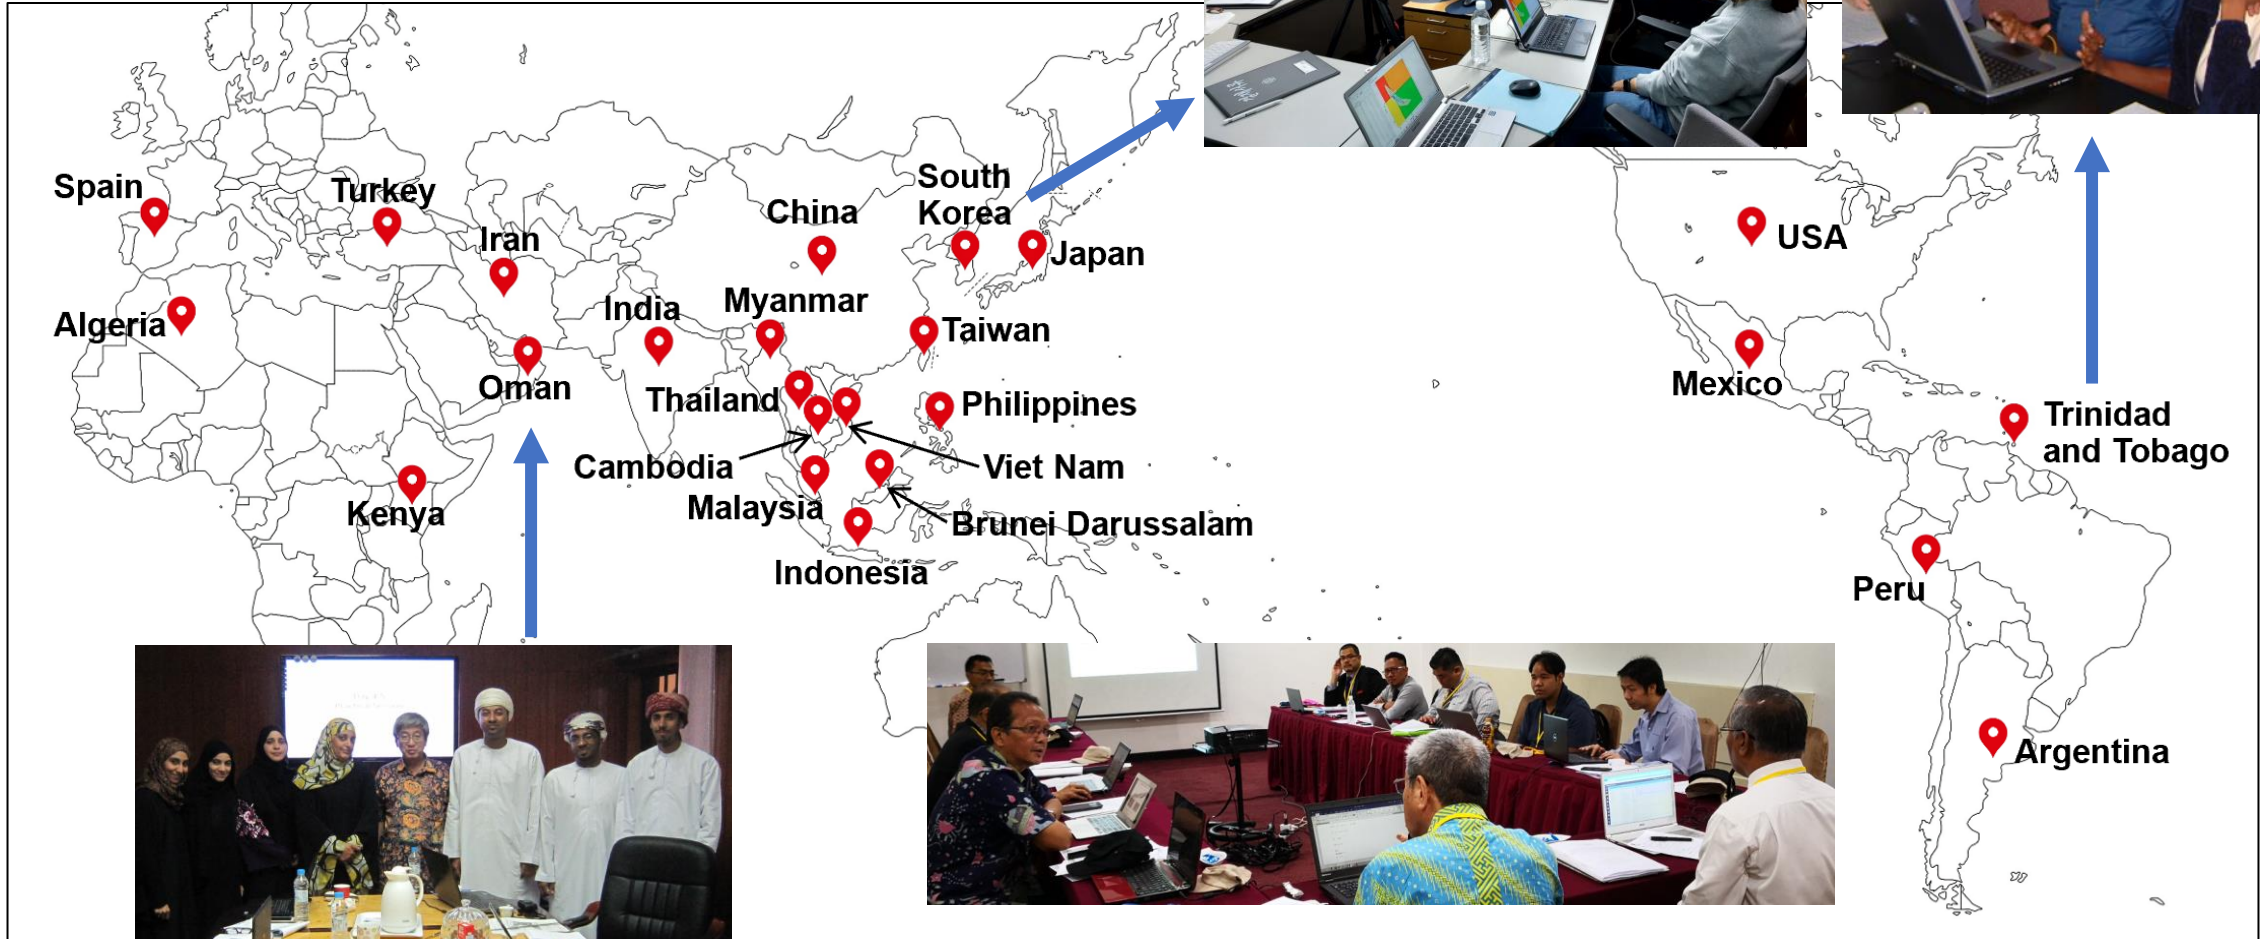 Spain
Turkey
Iran
China
South
Korea
Japan
USA
Algeria
India
Myanmar
Taiwan
Oman
Thailand
Philippines
Mexico
Trinidad
and Tobago
Cambodia
Viet Nam
Malaysia
Kenya
Brunei Darussalam
Indonesia
Peru
Argentina